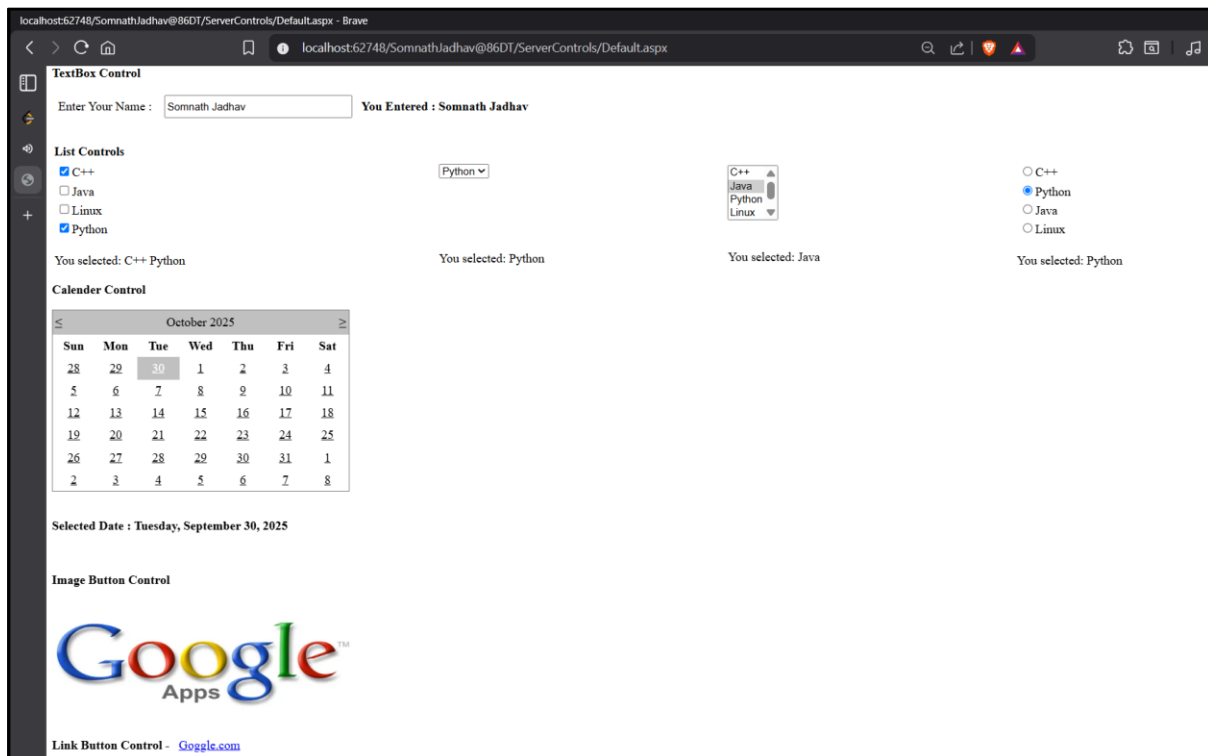 localhost:62748/SomnathJadhav@86DT/ServerControls/Default.aspx - Brave
localhost:62748/SomnathJadhav@86DT/ServerControls/Default.aspx
TextBox Control
Enter Your Name : Somnath Jadhav You Entered : Somnath Jadhav
List Controls
C++ Python C++ C++
Java Java Python
Linux Python Java
Python Linux Linux
You selected: C++ Python You selected: Python You selected: Java You selected: Python
Calender Control
≤ October 2025 ≥
Sun Mon Tue Wed Thu Fri Sat
28 29 30 1 2 3 4
5 6 7 8 9 10 11
12 13 14 15 16 17 18
19 20 21 22 23 24 25
26 27 28 29 30 31 1
2 3 4 5 6 7 8
Selected Date : Tuesday, September 30, 2025
Image Button Control
Google™
Apps
Link Button Control - Goggle.com